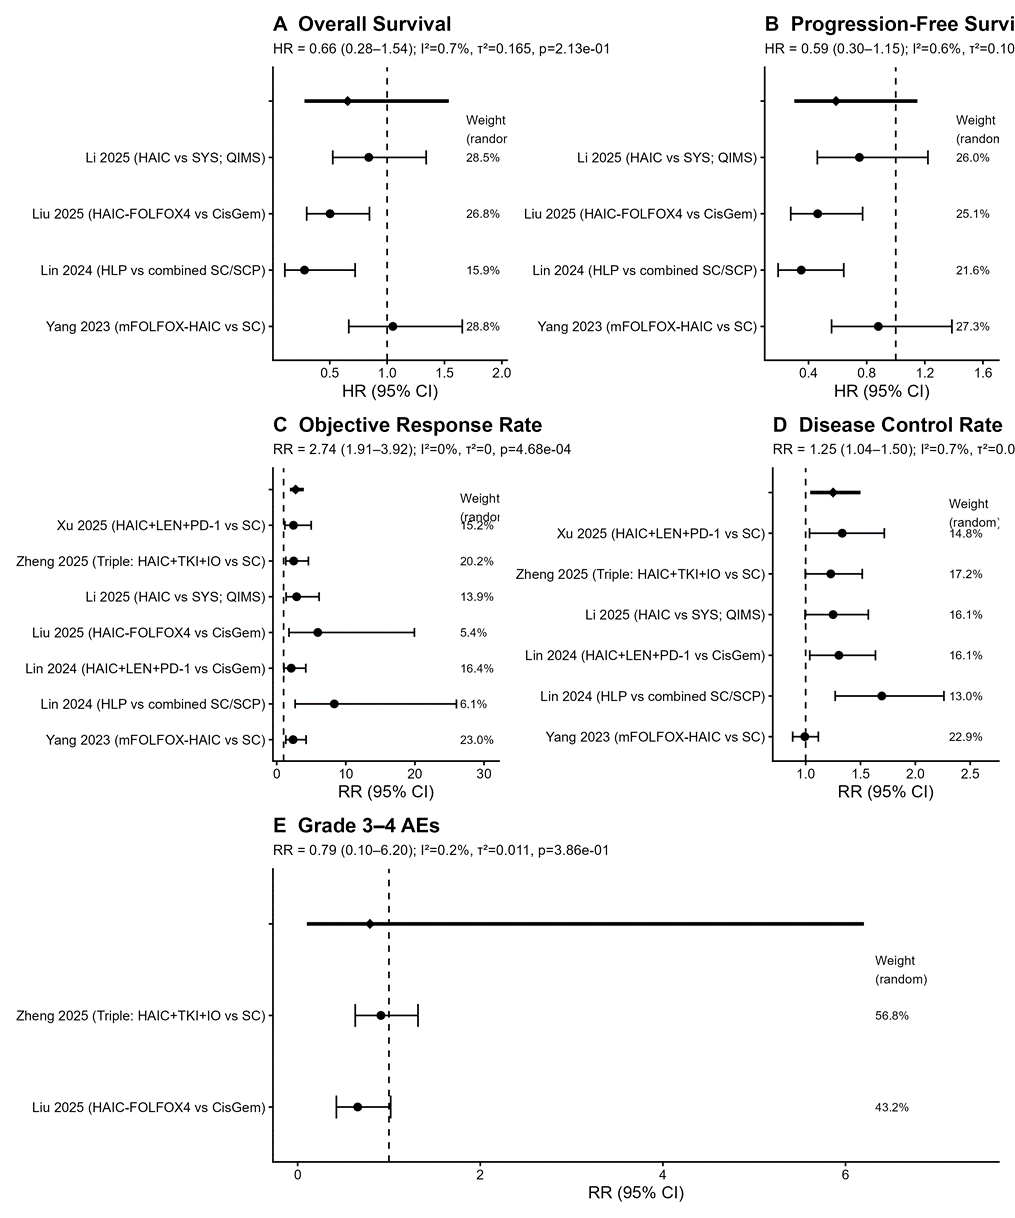 A Overall Survival
HR = 0.66 (0.28–1.54); I²=0.7%, τ²=0.165, p=2.13e-01
Weight
(randor
Li 2025 (HAIC vs SYS; QIMS) 28.5%
Liu 2025 (HAIC-FOLFOX4 vs CisGem) 26.8%
Lin 2024 (HLP vs combined SC/SCP) 15.9%
Yang 2023 (mFOLFOX-HAIC vs SC) 28.8%
0.5 1.0 1.5 2.0
HR (95% CI)
B Progression-Free Survi
HR = 0.59 (0.30–1.15); I²=0.6%, τ²=0.10
Weight
(randon
Li 2025 (HAIC vs SYS; QIMS) 26.0%
Liu 2025 (HAIC-FOLFOX4 vs CisGem) 25.1%
Lin 2024 (HLP vs combined SC/SCP) 21.6%
Yang 2023 (mFOLFOX-HAIC vs SC) 27.3%
0.4 0.8 1.2 1.6
HR (95% CI)
C Objective Response Rate
RR = 2.74 (1.91–3.92); I²=0%, τ²=0, p=4.68e-04
Weight
(randor
Xu 2025 (HAIC+LEN+PD-1 vs SC) 15.2%
Zheng 2025 (Triple: HAIC+TKI+IO vs SC) 20.2%
Li 2025 (HAIC vs SYS; QIMS) 13.9%
Liu 2025 (HAIC-FOLFOX4 vs CisGem) 5.4%
Lin 2024 (HAIC+LEN+PD-1 vs CisGem) 16.4%
Lin 2024 (HLP vs combined SC/SCP) 6.1%
Yang 2023 (mFOLFOX-HAIC vs SC) 23.0%
0 10 20 30
RR (95% CI)
D Disease Control Rate
RR = 1.25 (1.04–1.50); I²=0.7%, τ²=0.0
Weight
(random)
Xu 2025 (HAIC+LEN+PD-1 vs SC) 14.8%
Zheng 2025 (Triple: HAIC+TKI+IO vs SC) 17.2%
Li 2025 (HAIC vs SYS; QIMS) 16.1%
Lin 2024 (HAIC+LEN+PD-1 vs CisGem) 16.1%
Lin 2024 (HLP vs combined SC/SCP) 13.0%
Yang 2023 (mFOLFOX-HAIC vs SC) 22.9%
1.0 1.5 2.0 2.5
RR (95% CI)
E Grade 3–4 AEs
RR = 0.79 (0.10–6.20); I²=0.2%, τ²=0.011, p=3.86e-01
Weight
(random)
Zheng 2025 (Triple: HAIC+TKI+IO vs SC) 56.8%
Liu 2025 (HAIC-FOLFOX4 vs CisGem) 43.2%
0 2 4 6
RR (95% CI)